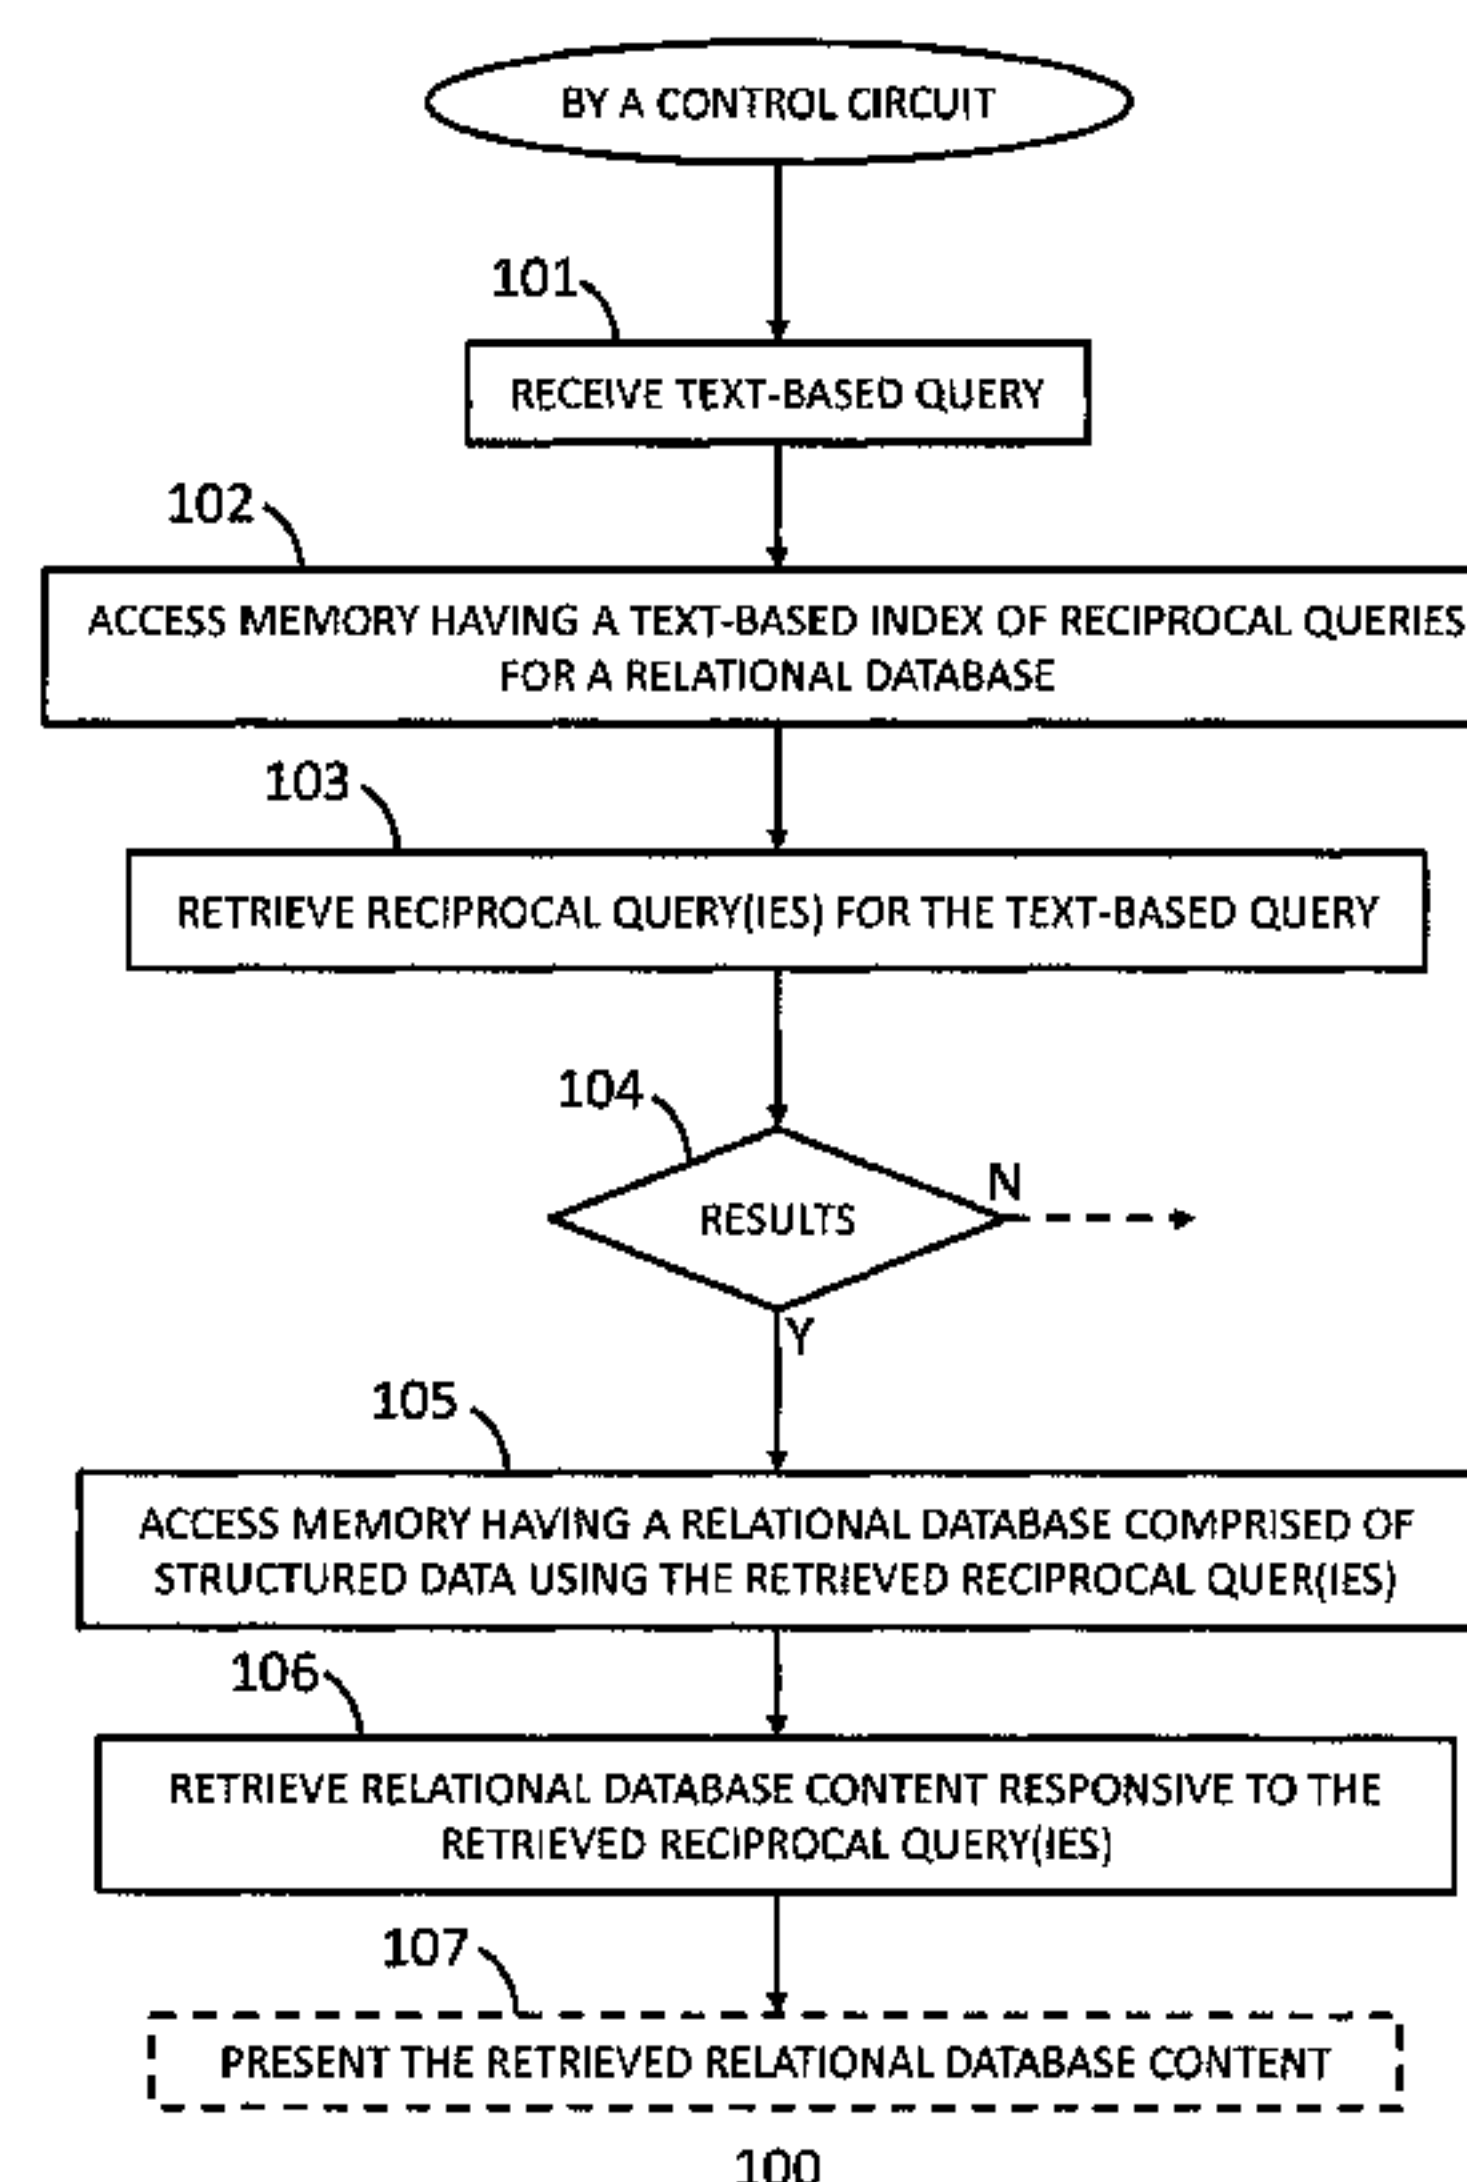 BY A CONTROL CIRCUIT
101
RECEIVE TEXT-BASED QUERY
102
ACCESS MEMORY HAVING A TEXT-BASED INDEX OF RECIPROCAL QUERIES
FOR A RELATIONAL DATABASE
103
RETRIEVE RECIPROCAL QUERY(IES) FOR THE TEXT-BASED QUERY
104
RESULTS
N
Y
105
ACCESS MEMORY HAVING A RELATIONAL DATABASE COMPRISED OF
STRUCTURED DATA USING THE RETRIEVED RECIPROCAL QUER(IES)
106
RETRIEVE RELATIONAL DATABASE CONTENT RESPONSIVE TO THE
RETRIEVED RECIPROCAL QUERY(IES)
107
PRESENT THE RETRIEVED RELATIONAL DATABASE CONTENT
100